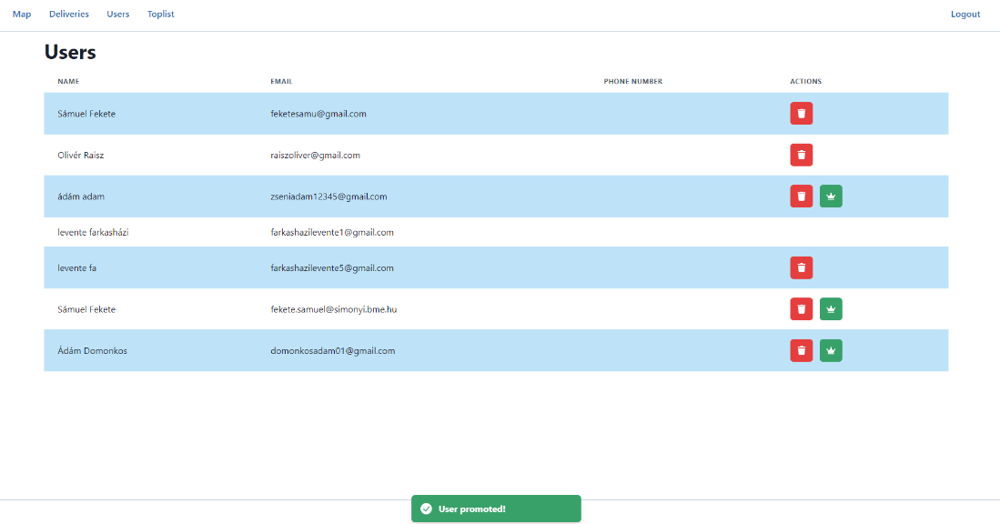 Map Deliveries Users Toplist Logout
Users
NAME EMAIL PHONE NUMBER ACTIONS
Sámuel Fekete feketesamu@gmail.com
Olivér Raisz raiszoliver@gmail.com
ádám adam zseniadam12345@gmail.com
levente farkasházi farkashazilevente1@gmail.com
levente fa farkashazilevente5@gmail.com
Sámuel Fekete fekete.samuel@simonyi.bme.hu
Ádám Domonkos domonkosadam01@gmail.com
User promoted!